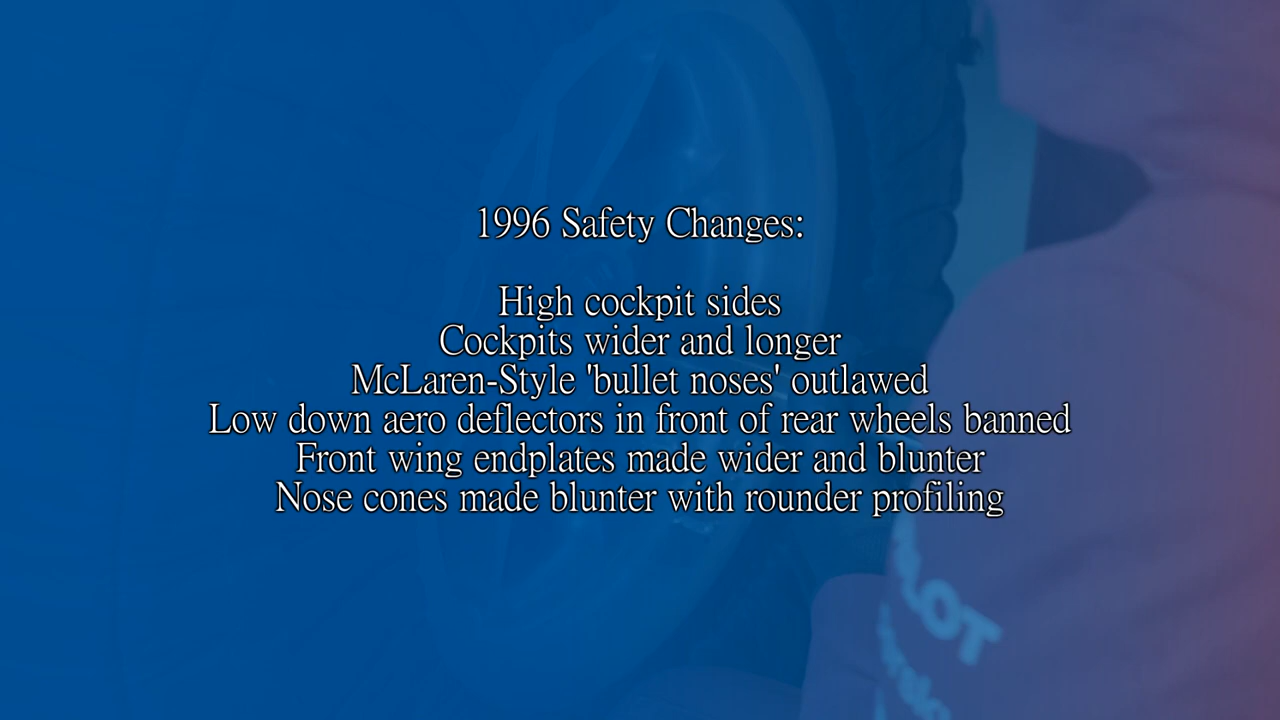 1996 Safety Changes:
High cockpit sides
Cockpits wider and longer
McLaren-Style 'bullet noses' outlawed
Low down aero deflectors in front of rear wheels banned
Front wing endplates made wider and blunter
Nose cones made blunter with rounder profiling